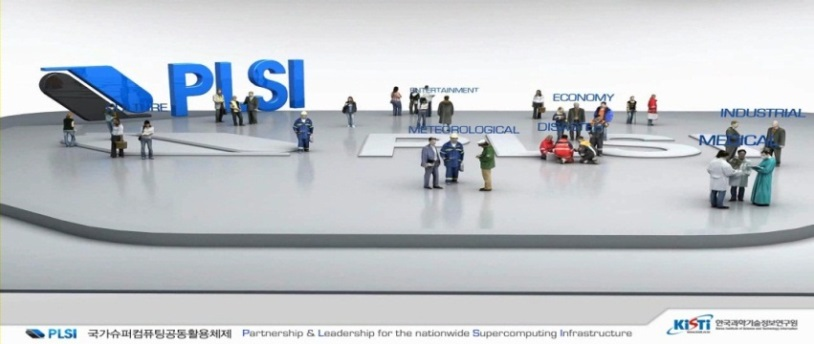 PLSI
ENTERTAINMENT
ECONOMY
INDUSTRIAL
METEOROLOGICAL
MEDICAL
PLSI 국가슈퍼컴퓨팅공동활용체제 Partnership & Leadership for the nationwide Supercomputing Infrastructure
KiSTi 한국과학기술정보연구원